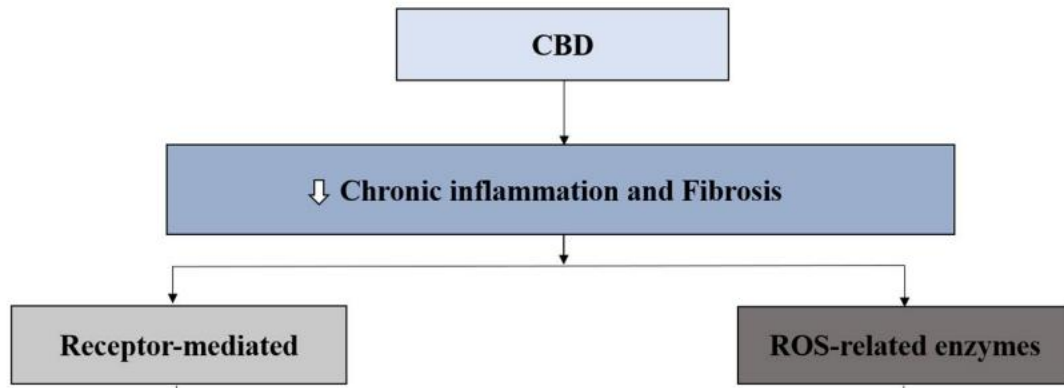 CBD
⇩ Chronic inflammation and Fibrosis
Receptor-mediated
ROS-related enzymes